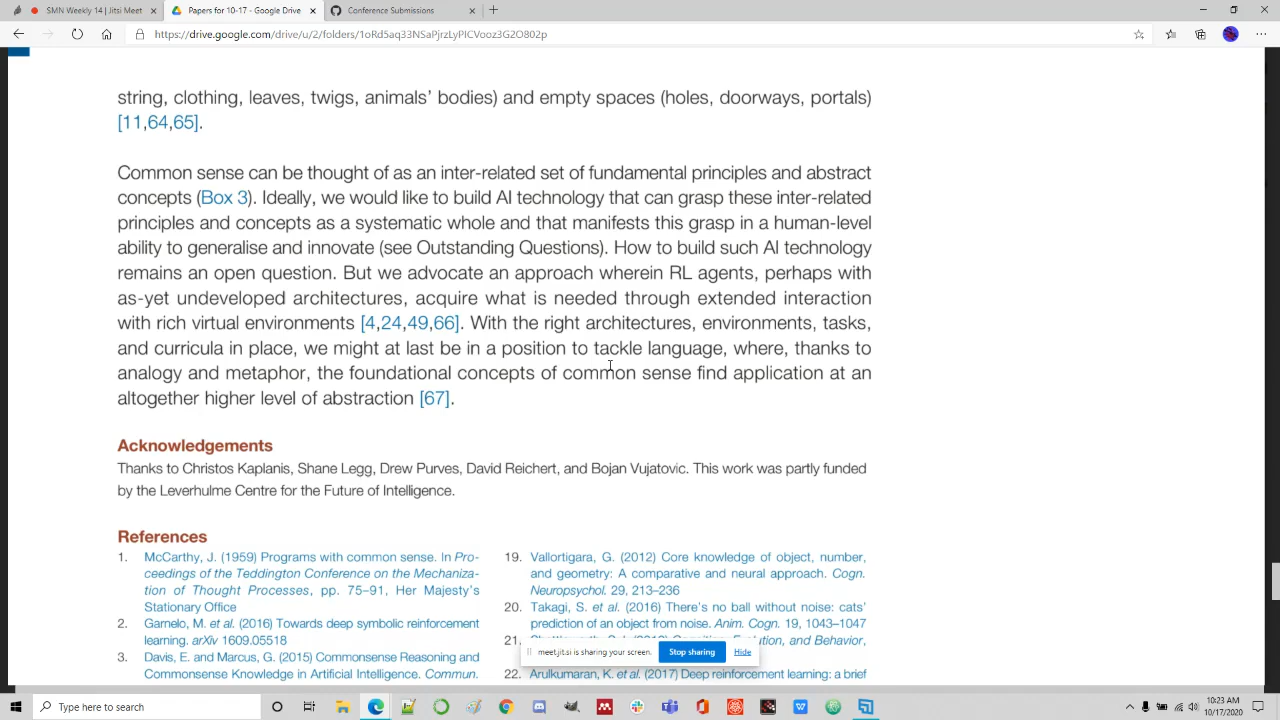 SMN Weekly 14 | Jitsi Meet
Papers for 10-17 - Google Drive
Conference Submissions
https://drive.google.com/drive/u/2/folders/1oRd5aq33NSaPjrzLyPICVooz3G2O802p
string, clothing, leaves, twigs, animals' bodies) and empty spaces (holes, doorways, portals)
[11,64,65].
Common sense can be thought of as an inter-related set of fundamental principles and abstract
concepts (Box 3). Ideally, we would like to build AI technology that can grasp these inter-related
principles and concepts as a systematic whole and that manifests this grasp in a human-level
ability to generalise and innovate (see Outstanding Questions). How to build such AI technology
remains an open question. But we advocate an approach wherein RL agents, perhaps with
as-yet undeveloped architectures, acquire what is needed through extended interaction
with rich virtual environments [4,24,49,66]. With the right architectures, environments, tasks,
and curricula in place, we might at last be in a position to tackle language, where, thanks to
analogy and metaphor, the foundational concepts of common sense find application at an
altogether higher level of abstraction [67].
Acknowledgements
Thanks to Christos Kaplanis, Shane Legg, Drew Purves, David Reichert, and Bojan Vujatovic. This work was partly funded
by the Leverhulme Centre for the Future of Intelligence.
References
1. McCarthy, J. (1959) Programs with common sense. In Pro-
ceedings of the Teddington Conference on the Mechaniza-
tion of Thought Processes, pp. 75–91, Her Majesty's
Stationary Office
2. Garnelo, M. et al. (2016) Towards deep symbolic reinforcement
learning. arXiv 1609.05518
3. Davis, E. and Marcus, G. (2015) Commonsense Reasoning and
Commonsense Knowledge in Artificial Intelligence. Commun.
19. Vallortigara, G. (2012) Core knowledge of object, number,
and geometry: A comparative and neural approach. Cogn.
Neuropsychol. 29, 213–236
20. Takagi, S. et al. (2016) There's no ball without noise: cats'
prediction of an object from noise. Anim. Cogn. 19, 1043–1047
21. and Behavior,
meet.jit.si is sharing your screen. Stop sharing Hide
22. Arulkumaran, K. et al. (2017) Deep reinforcement learning: a brief
Type here to search
10:23 AM
10/17/2020